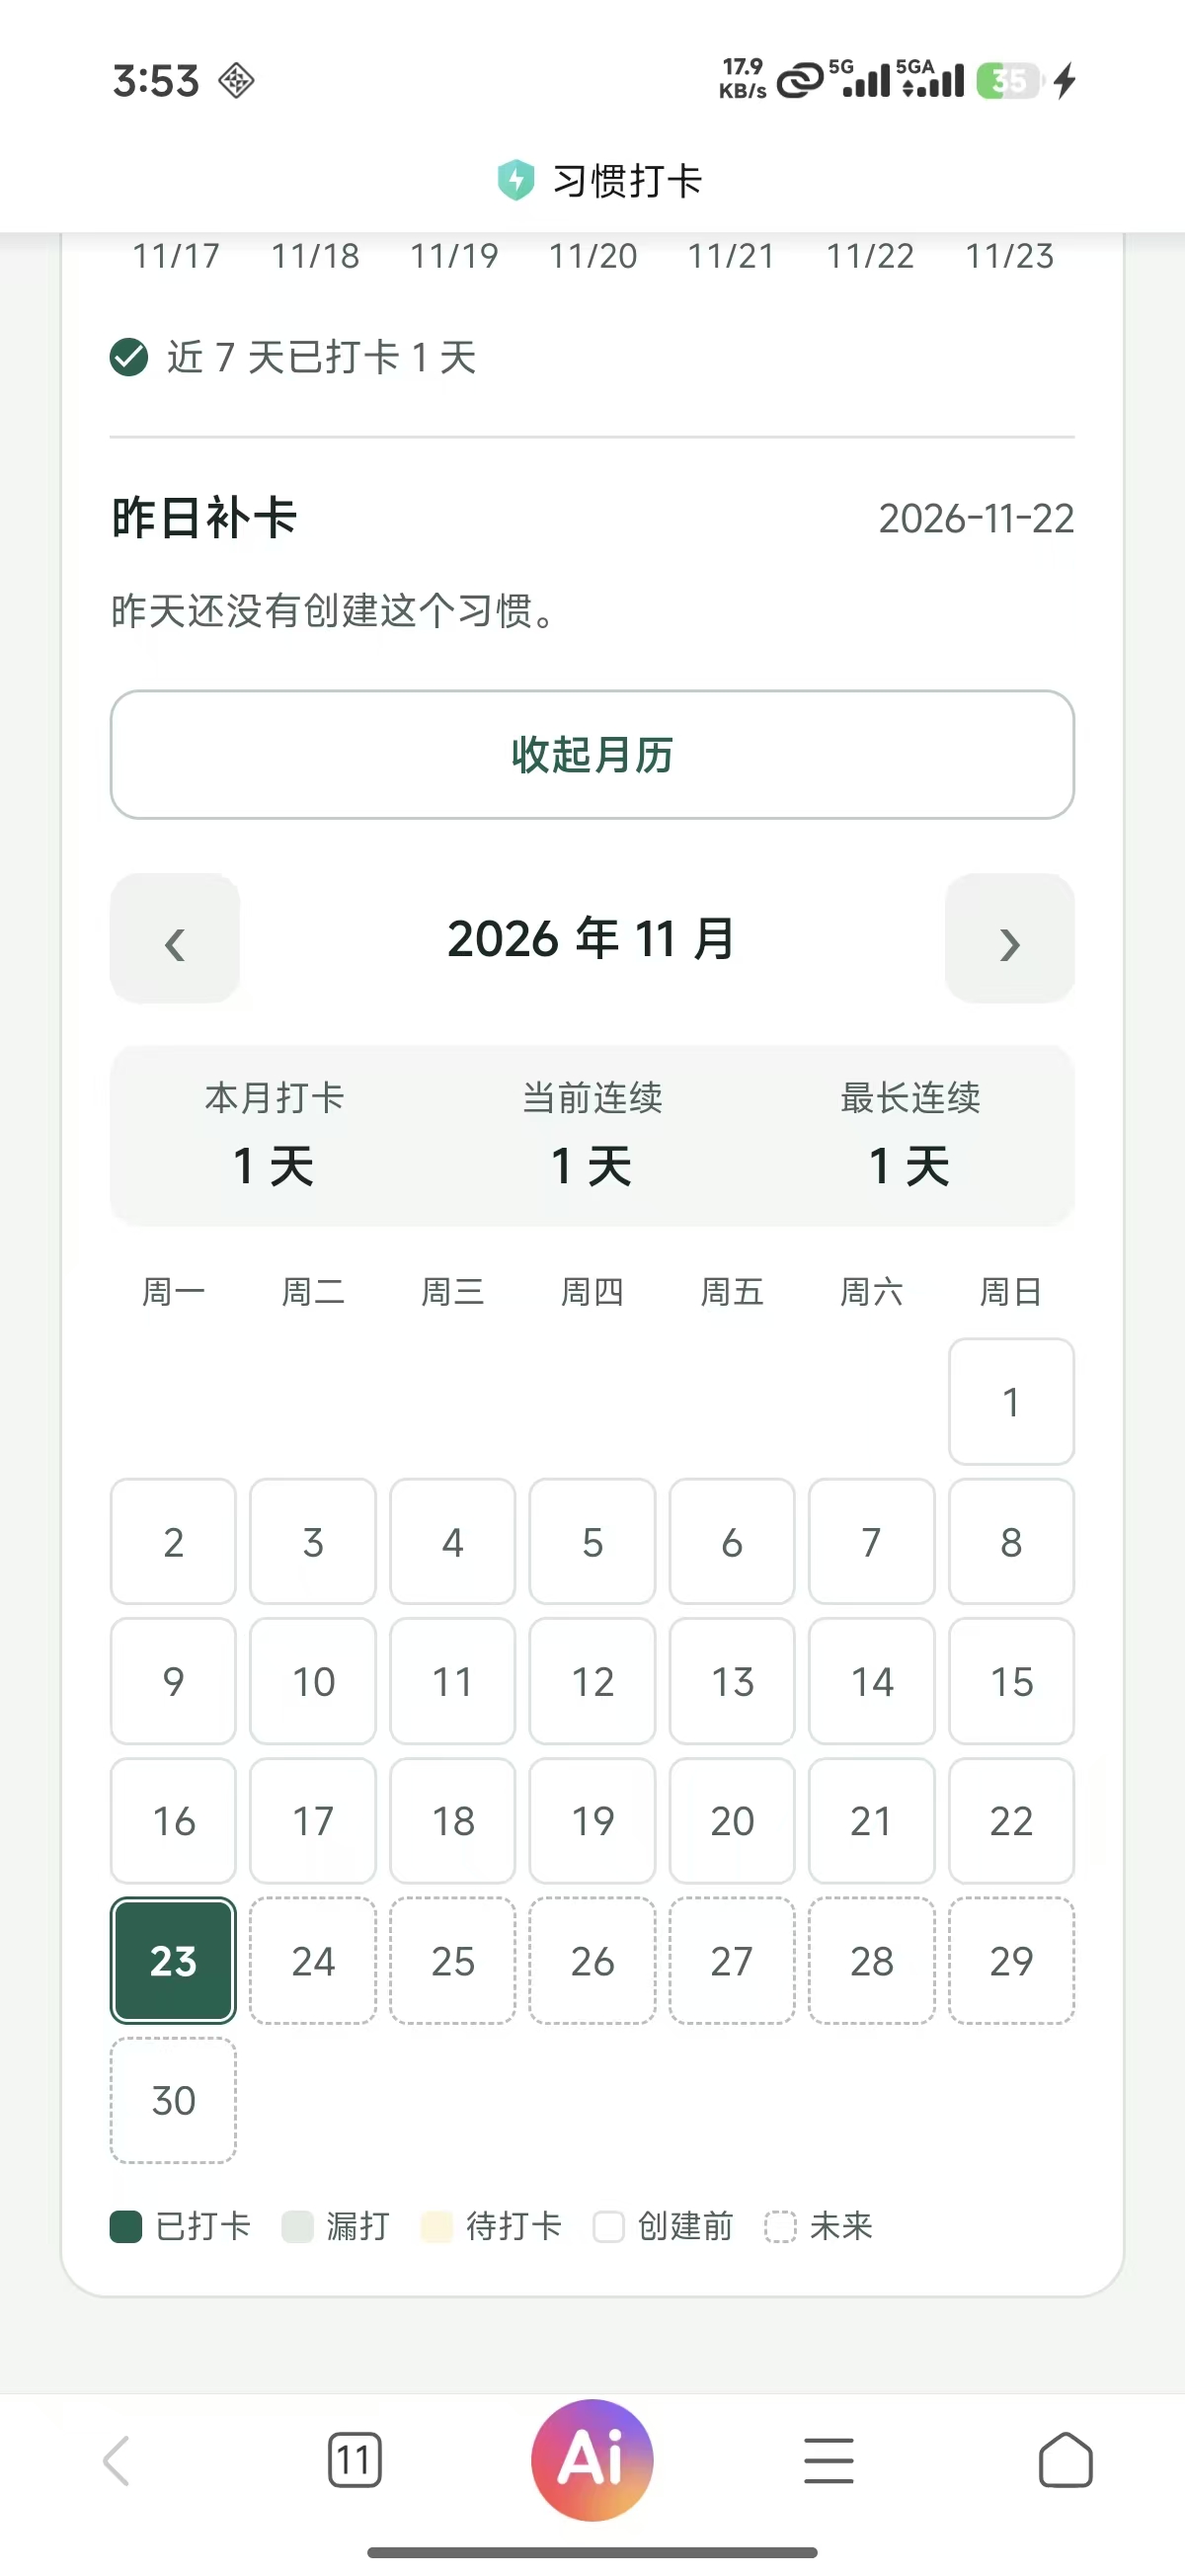 3:53 17.9 KB/s 5G 5GA 35
习惯打卡
11/17 11/18 11/19 11/20 11/21 11/22 11/23
近 7 天已打卡 1 天
昨日补卡 2026-11-22
昨天还没有创建这个习惯。
收起月历
‹ 2026 年 11 月 ›
本月打卡 当前连续 最长连续
1 天 1 天 1 天
周一 周二 周三 周四 周五 周六 周日
1
2 3 4 5 6 7 8
9 10 11 12 13 14 15
16 17 18 19 20 21 22
23 24 25 26 27 28 29
30
已打卡 漏打 待打卡 创建前 未来
11 Ai